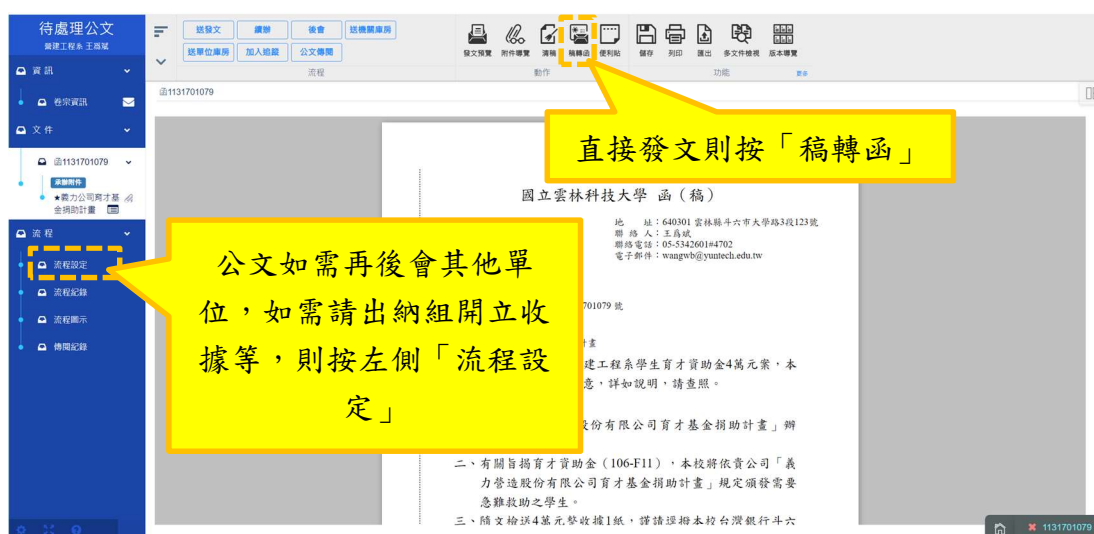 待處理公文
營建工程系 王爲斌
資訊
卷宗資訊
文件
函1131701079
承辦附件
★義力公司育才基
金捐助計畫
流程
流程設定
流程紀錄
流程圖示
傳閱紀錄
送發文 續辦 後會 送機關庫房
送單位庫房 加入追蹤 公文傳閱
流程
發文預覽 附件導覽 清稿 稿轉函 便利貼
動作
儲存 列印 匯出 多文件檢視 版本導覽
功能
更多
函1131701079
直接發文則按「稿轉函」
公文如需再後會其他單
位，如需請出納組開立收
據等，則按左側「流程設
定」
國立雲林科技大學 函（稿）
地 址：640301 雲林縣斗六市大學路3段123號
聯 絡 人：王爲斌
聯絡電話：05-5342601#4702
電子郵件：wangwb@yuntech.edu.tw
701079 號
計畫
建工程系學生育才資助金4萬元案，本
意，詳如說明，請查照。
股份有限公司育才基金捐助計畫」辦
二、有關旨揭育才資助金（106-F11），本校將依貴公司「義
力營造股份有限公司育才基金捐助計畫」規定頒發需要
急難救助之學生。
三、隨文檢送4萬元整收據1紙，謹請逕撥本校台灣銀行斗六
1131701079